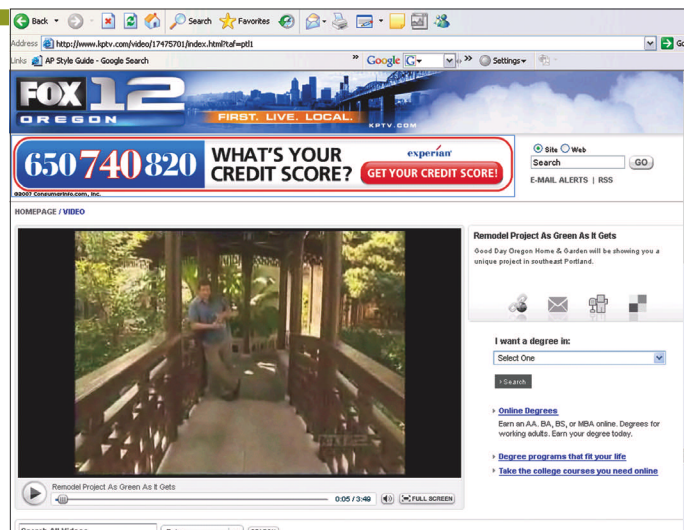 Back Search Favorites
Address http://www.kptv.com/video/17475701/index.html?taf=ptl1 Go
Links AP Style Guide - Google Search » Google G » Settings
FOX 12
OREGON
FIRST. LIVE. LOCAL.
KPTV.COM
650 740 820 WHAT'S YOUR CREDIT SCORE? experian GET YOUR CREDIT SCORE!
©2007 ConsumerInfo.com, Inc.
Site Web
Search GO
E-MAIL ALERTS | RSS
HOMEPAGE / VIDEO
Remodel Project As Green As It Gets
Good Day Oregon Home & Garden will be showing you a
unique project in southeast Portland.
I want a degree in:
Select One
Search
Online Degrees
Earn an AA. BA, BS, or MBA online. Degrees for
working adults. Earn your degree today.
Degree programs that fit your life
Take the college courses you need online
Remodel Project As Green As It Gets
0:05 / 3:49 FULL SCREEN
Search All Videos